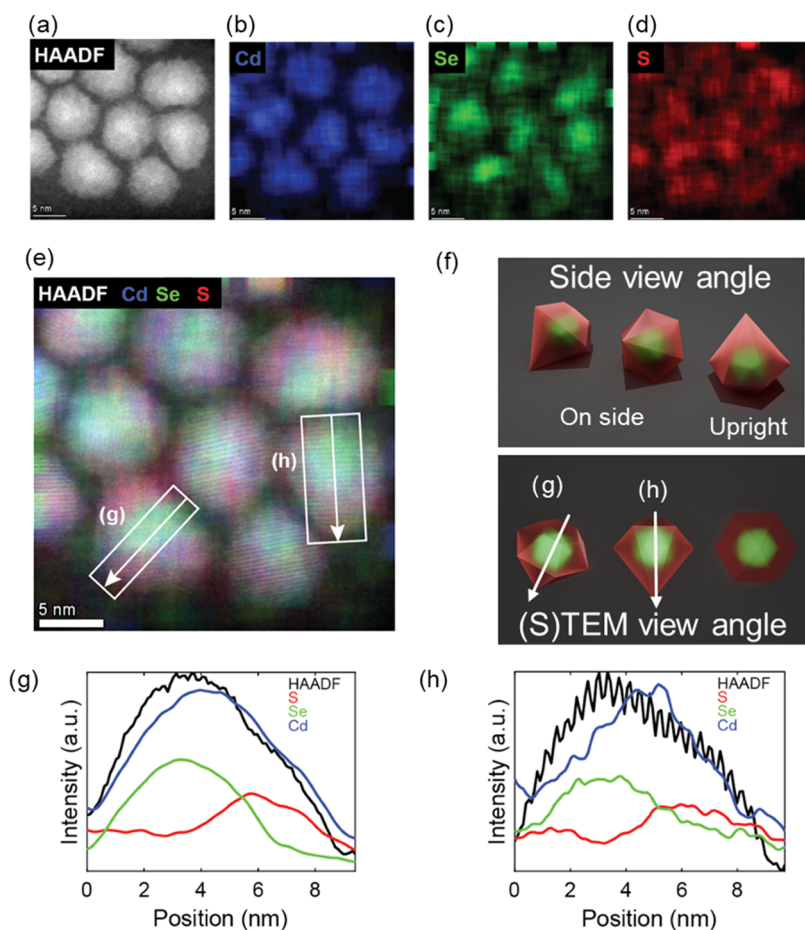 (a)
(b)
(c)
(d)
HAADF
Cd
Se
S
5 nm
5 nm
5 nm
5 nm
(e)
(f)
HAADF Cd Se S
(g)
(h)
5 nm
Side view angle
On side
Upright
(g)
(h)
(S)TEM view angle
(g)
HAADF
S
Se
Cd
Intensity (a.u.)
0 2 4 6 8
Position (nm)
(h)
HAADF
S
Se
Cd
Intensity (a.u.)
0 2 4 6 8
Position (nm)